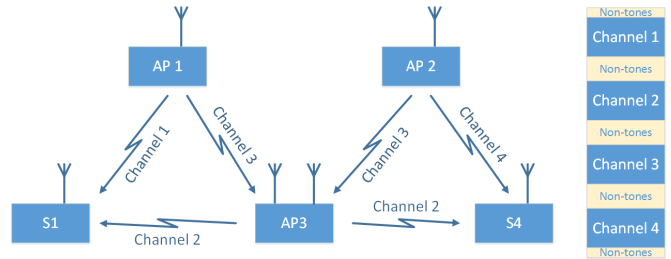 AP 1
AP 2
Channel 1
Channel 3
Channel 3
Channel 4
S1
Channel 2
AP3
Channel 2
S4
Non-tones
Channel 1
Non-tones
Channel 2
Non-tones
Channel 3
Non-tones
Channel 4
Non-tones